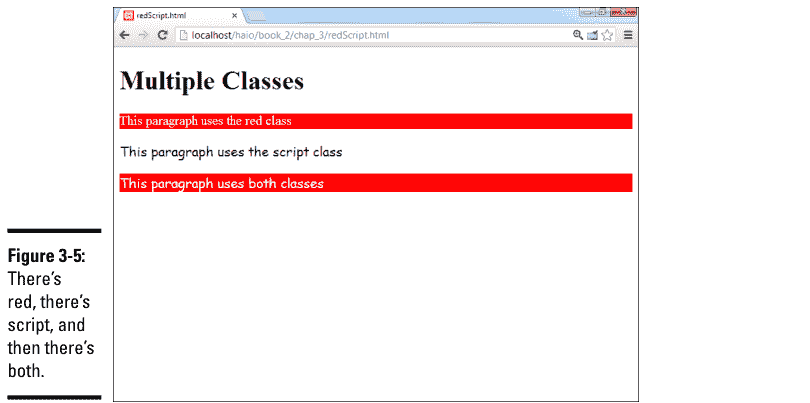 redScript.html
localhost/haio/book_2/chap_3/redScript.html
Multiple Classes
This paragraph uses the red class
This paragraph uses the script class
This paragraph uses both classes
Figure 3-5:
There's
red, there's
script, and
then there's
both.